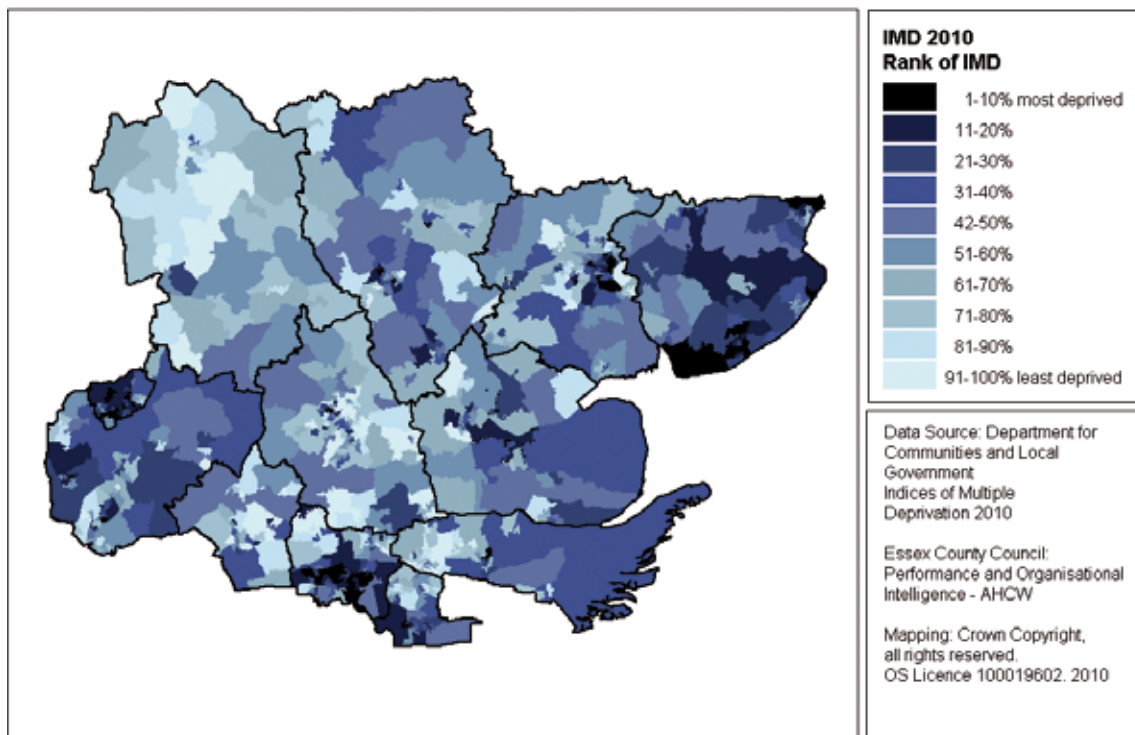 IMD 2010
Rank of IMD
1-10% most deprived
11-20%
21-30%
31-40%
42-50%
51-60%
61-70%
71-80%
81-90%
91-100% least deprived
Data Source: Department for
Communities and Local
Government
Indices of Multiple
Deprivation 2010
Essex County Council:
Performance and Organisational
Intelligence - AHCW
Mapping: Crown Copyright,
all rights reserved.
OS Licence 100019602. 2010